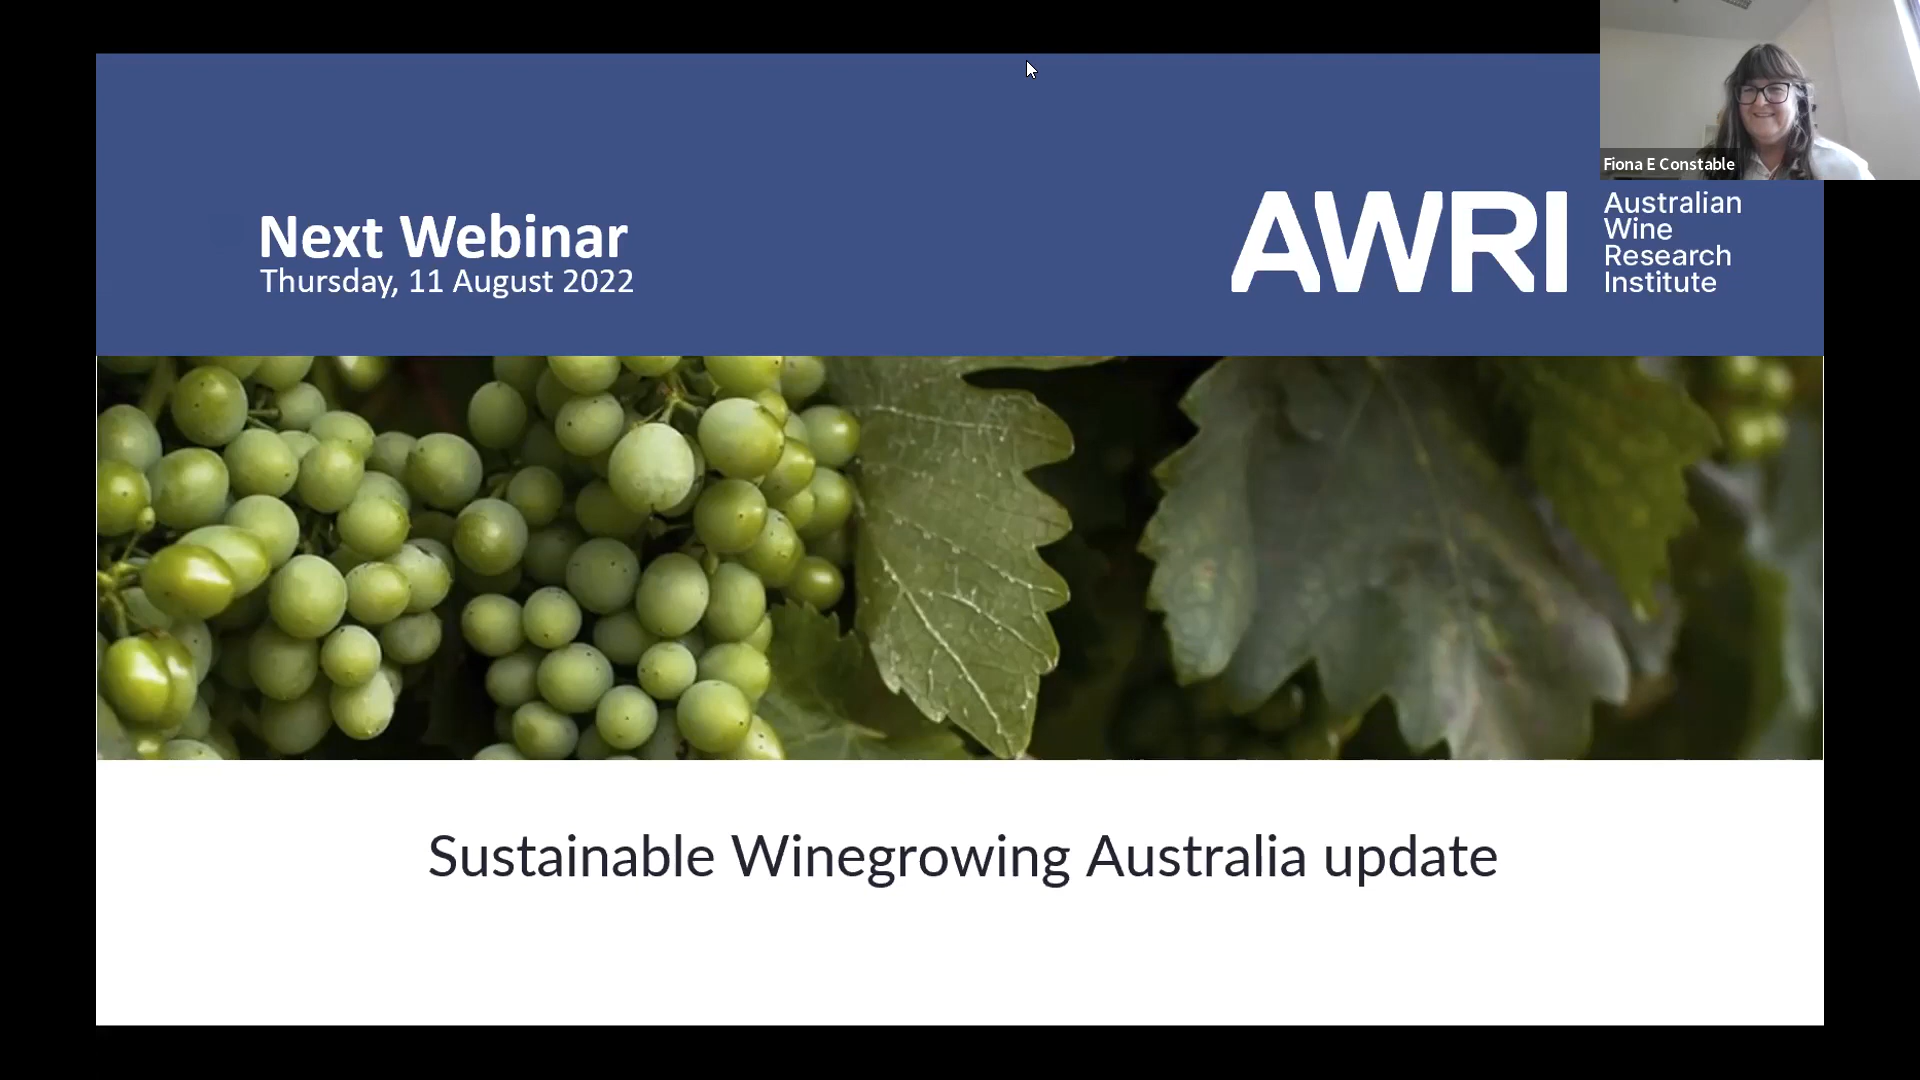 Fiona E Constable
Next Webinar
Thursday, 11 August 2022
AWRI
Australian
Wine
Research
Institute
Sustainable Winegrowing Australia update